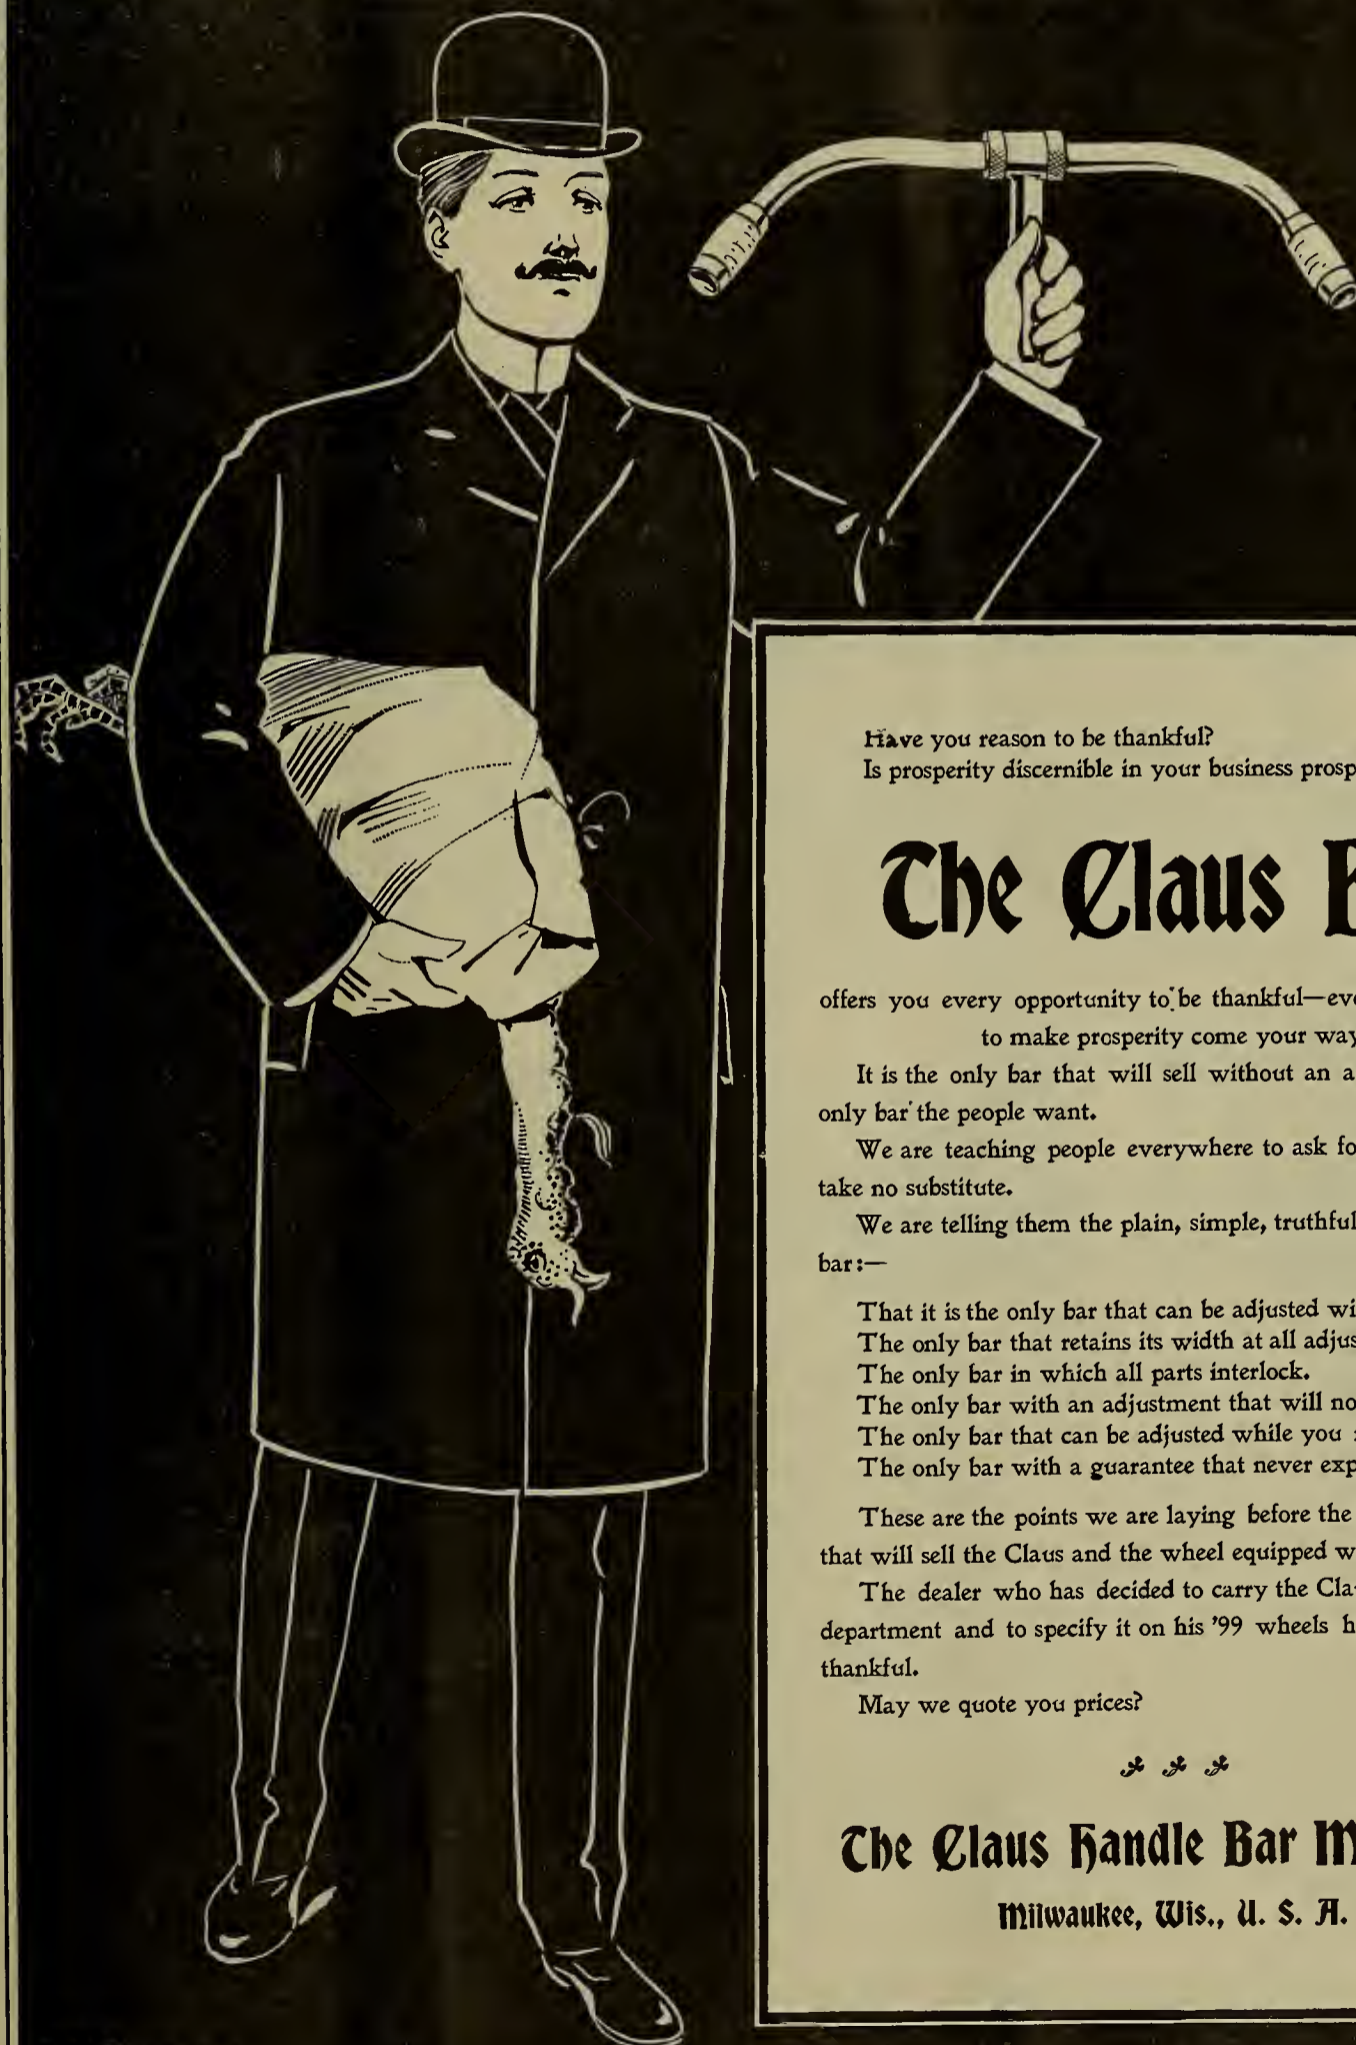 Have you reason to be thankful?
Is prosperity discernible in your business
The Claus
offers you every opportunity to be thankful—
to make prosperity come your way
It is the only bar that will sell without an
only bar the people want.
We are teaching people everywhere to ask
take no substitute.
We are telling them the plain, simple, truthful
bar:—
That it is the only bar that can be adjusted
The only bar that retains its width at all
The only bar in which all parts interlock.
The only bar with an adjustment that will
The only bar that can be adjusted while you
The only bar with a guarantee that never
These are the points we are laying before the
that will sell the Claus and the wheel equipped
The dealer who has decided to carry the
department and to specify it on his '99 wheels
thankful.
May we quote you prices?
The Claus Handle Bar
Milwaukee, Wis., U. S. A.